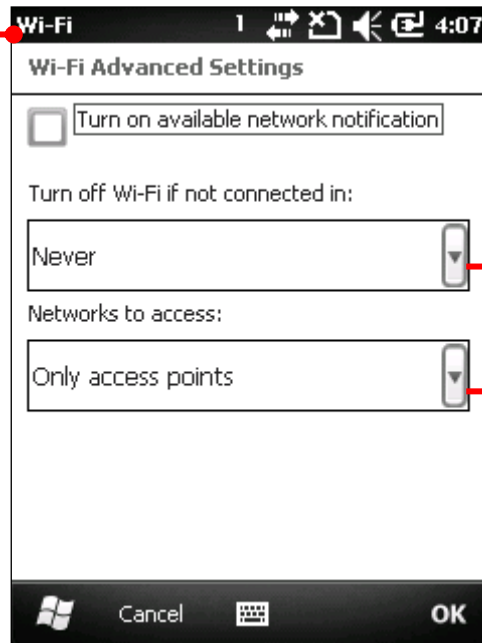 Wi-Fi 1 4:07
Wi-Fi Advanced Settings
Turn on available network notification
Turn off Wi-Fi if not connected in:
Never
Networks to access:
Only access points
Cancel OK